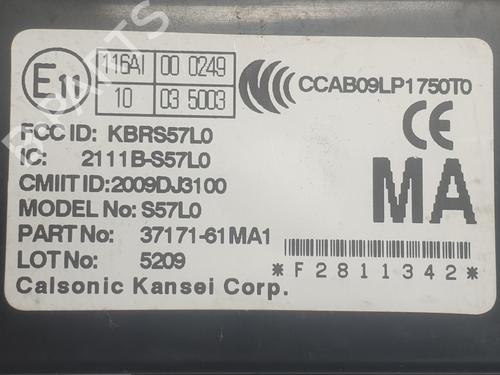 E11
116AI 00 0249
10 03 5003
CCAB09LP1750T0
CE
FCC ID: KBRS57L0
IC: 2111B-S57L0
CMIIT ID:2009DJ3100
MODEL No: S57L0
PART No: 37171-61MA1
LOT No: 5209
MA
*F2811342*
Calsonic Kansei Corp.